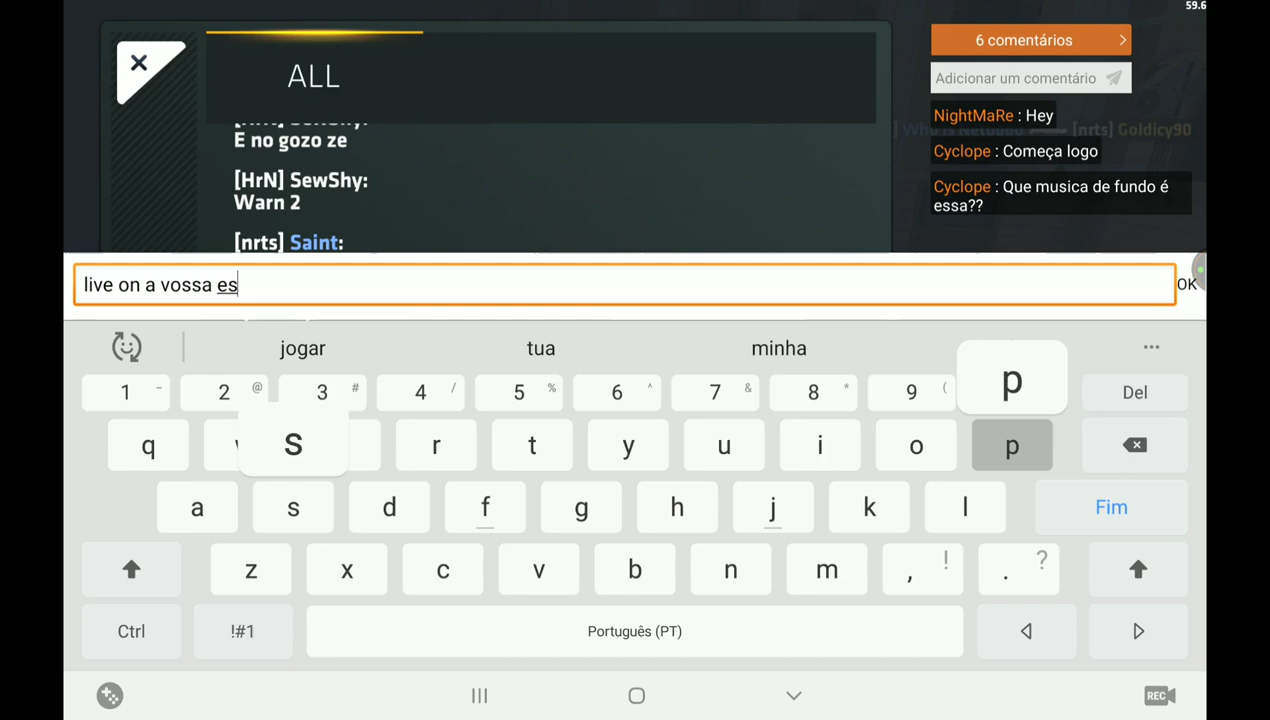 59.6
6 comentários
ALL
Adicionar um comentário
NightMaRe : Hey
[nrts] Goldicy90
E no gozo ze
Cyclope : Começa logo
[HrN] SewShy:
Warn 2
Cyclope : Que musica de fundo é
essa??
[nrts] Saint:
live on a vossa es
OK
jogar tua minha ...
p
1 - 2 @ 3 # 4 / 5 % 6 ^ 7 & 8 * 9 ( Del
q s r t y u i o p
a s d f g h j k l Fim
z x c v b n m , ! . ?
Ctrl !#1 Português (PT)
REC